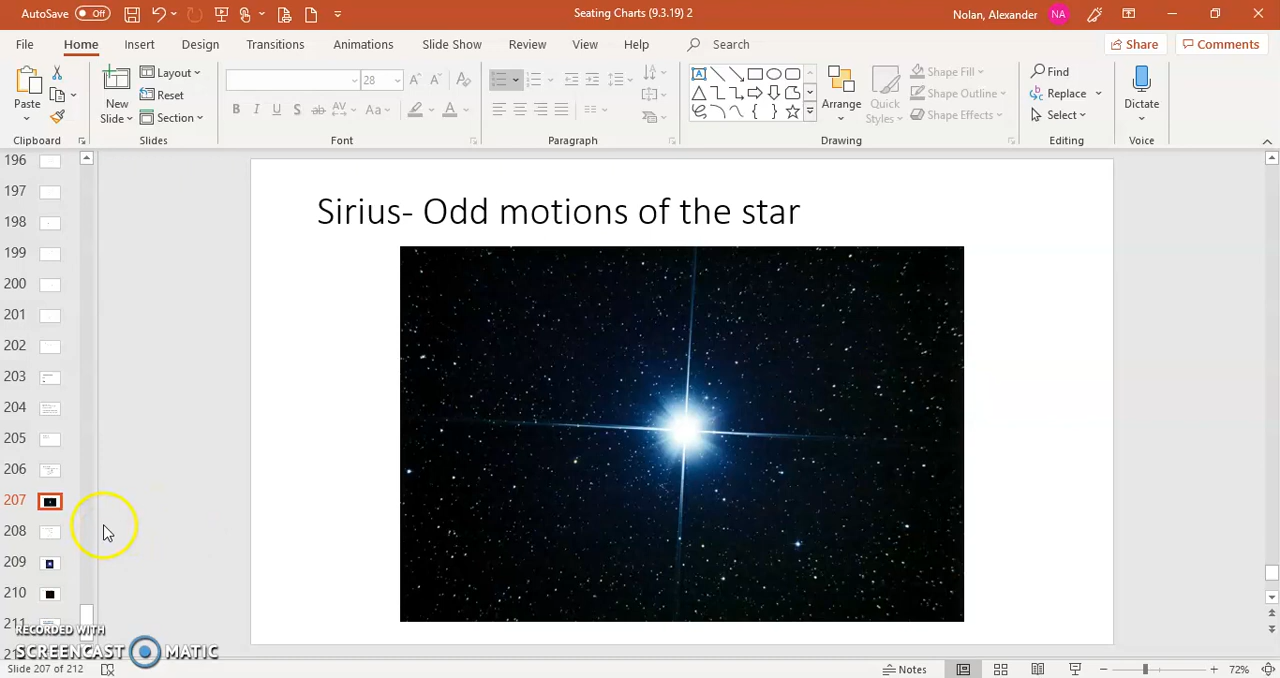 AutoSave Off Seating Charts (9.3.19) 2 Nolan, Alexander NA
File Home Insert Design Transitions Animations Slide Show Review View Help Search Share Comments
Paste
Clipboard
New
Slide
Layout
Reset
Section
Slides
28
B I U S ab AV Aa A
Font
Paragraph
Arrange
Quick
Styles
Shape Fill
Shape Outline
Shape Effects
Drawing
Find
Replace
Select
Editing
Dictate
Voice
196
197
198
199
200
201
202
203
204
205
206
207
208
209
210
211
Sirius- Odd motions of the star
RECORDED WITH
SCREENCAST MATIC
Slide 207 of 212 Notes 72%